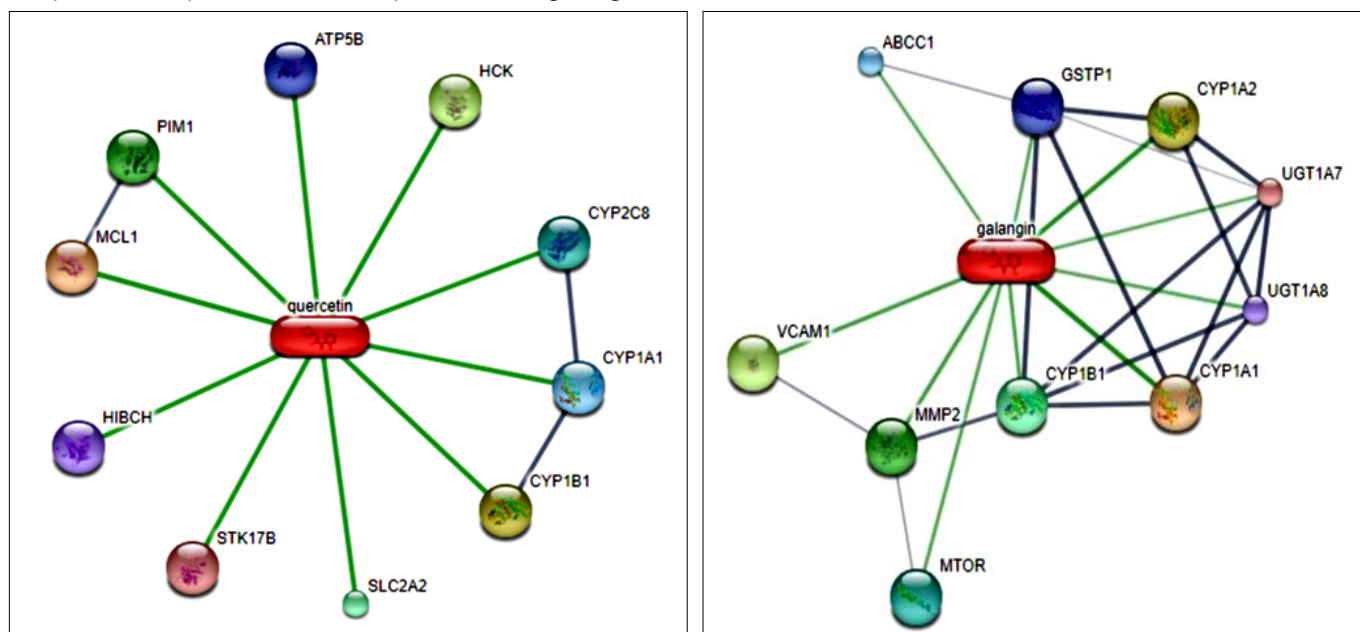 ATP5B
HCK
PIM1
CYP2C8
MCL1
quercetin
CYP1A1
HIBCH
CYP1B1
STK17B
SLC2A2
ABCC1
GSTP1
CYP1A2
UGT1A7
galangin
UGT1A8
VCAM1
CYP1B1
CYP1A1
MMP2
MTOR